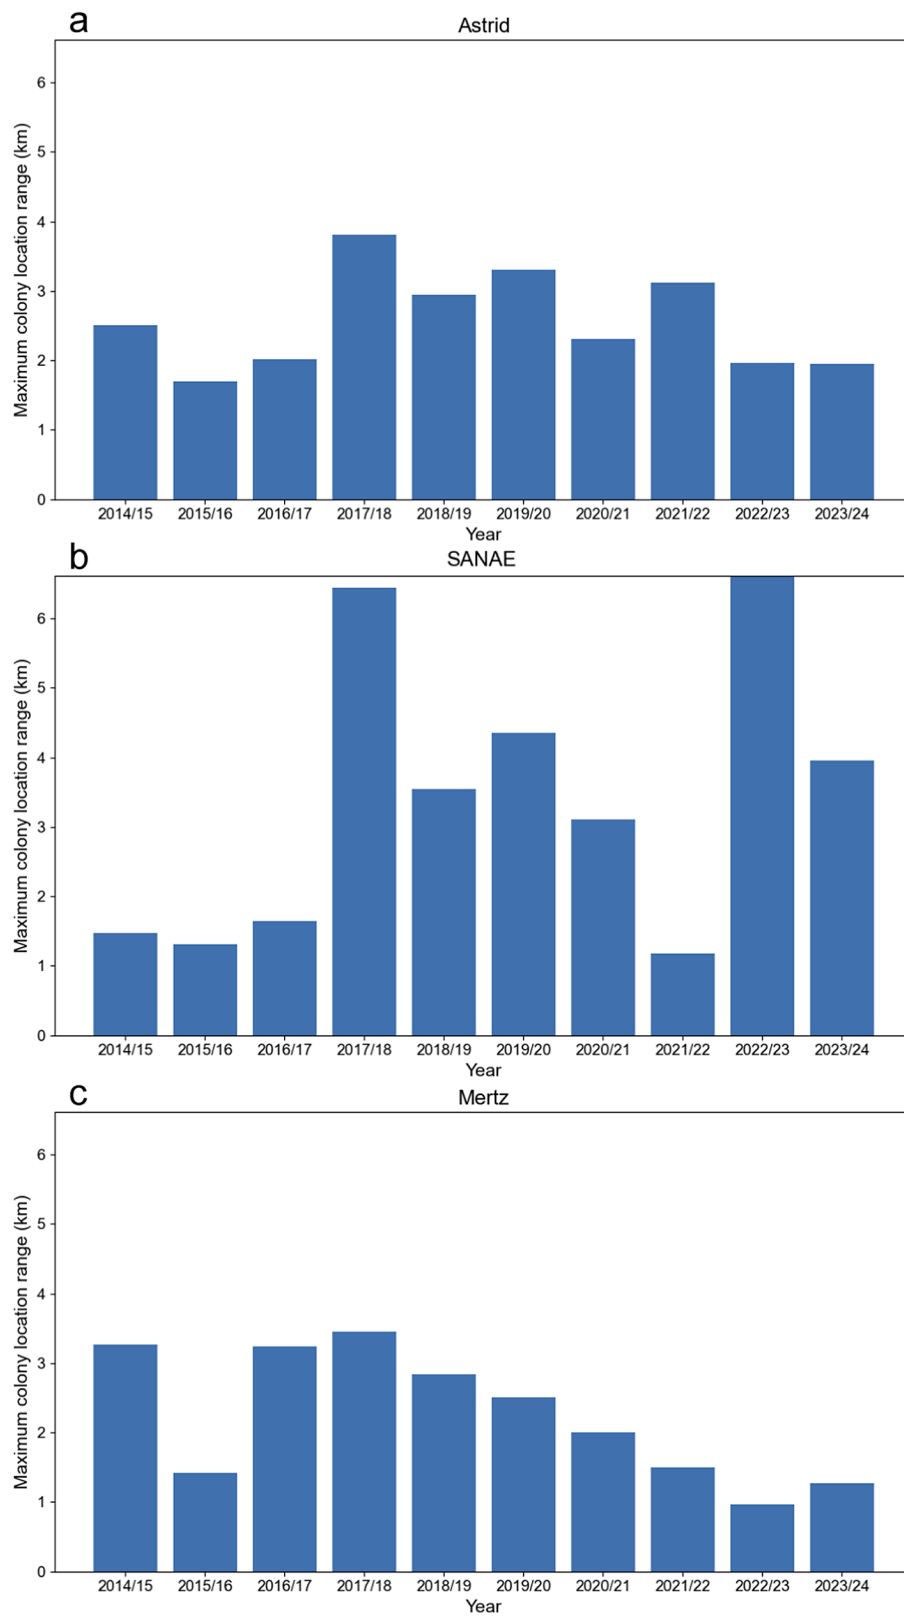 a
Astrid
Maximum colony location range (km)
6
5
4
3
2
1
0
2014/15 2015/16 2016/17 2017/18 2018/19 2019/20 2020/21 2021/22 2022/23 2023/24
Year
b
SANAE
Maximum colony location range (km)
6
5
4
3
2
1
0
2014/15 2015/16 2016/17 2017/18 2018/19 2019/20 2020/21 2021/22 2022/23 2023/24
Year
c
Mertz
Maximum colony location range (km)
6
5
4
3
2
1
0
2014/15 2015/16 2016/17 2017/18 2018/19 2019/20 2020/21 2021/22 2022/23 2023/24
Year